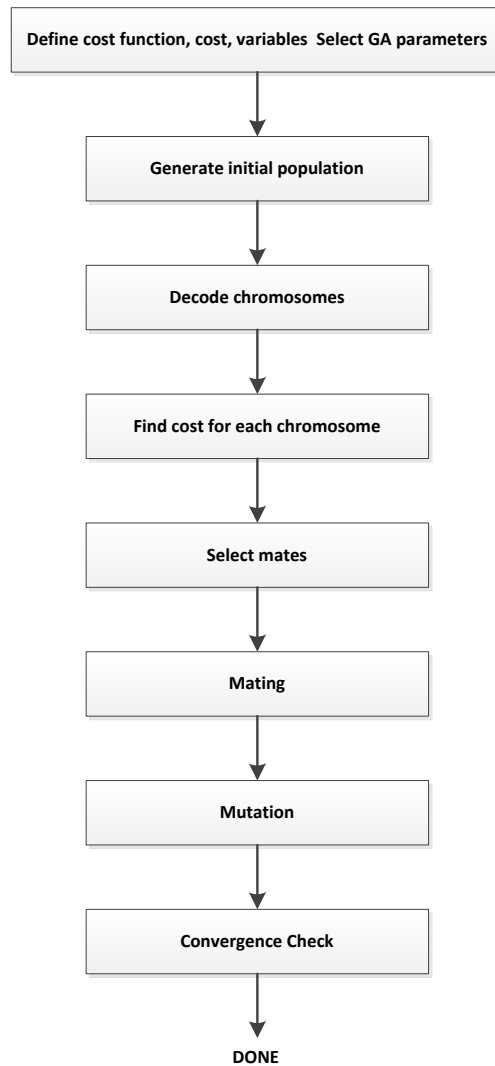 Define cost function, cost, variables  Select GA parameters
Generate initial population
Decode chromosomes
Find cost for each chromosome
Select mates
Mating
Mutation
Convergence Check
DONE